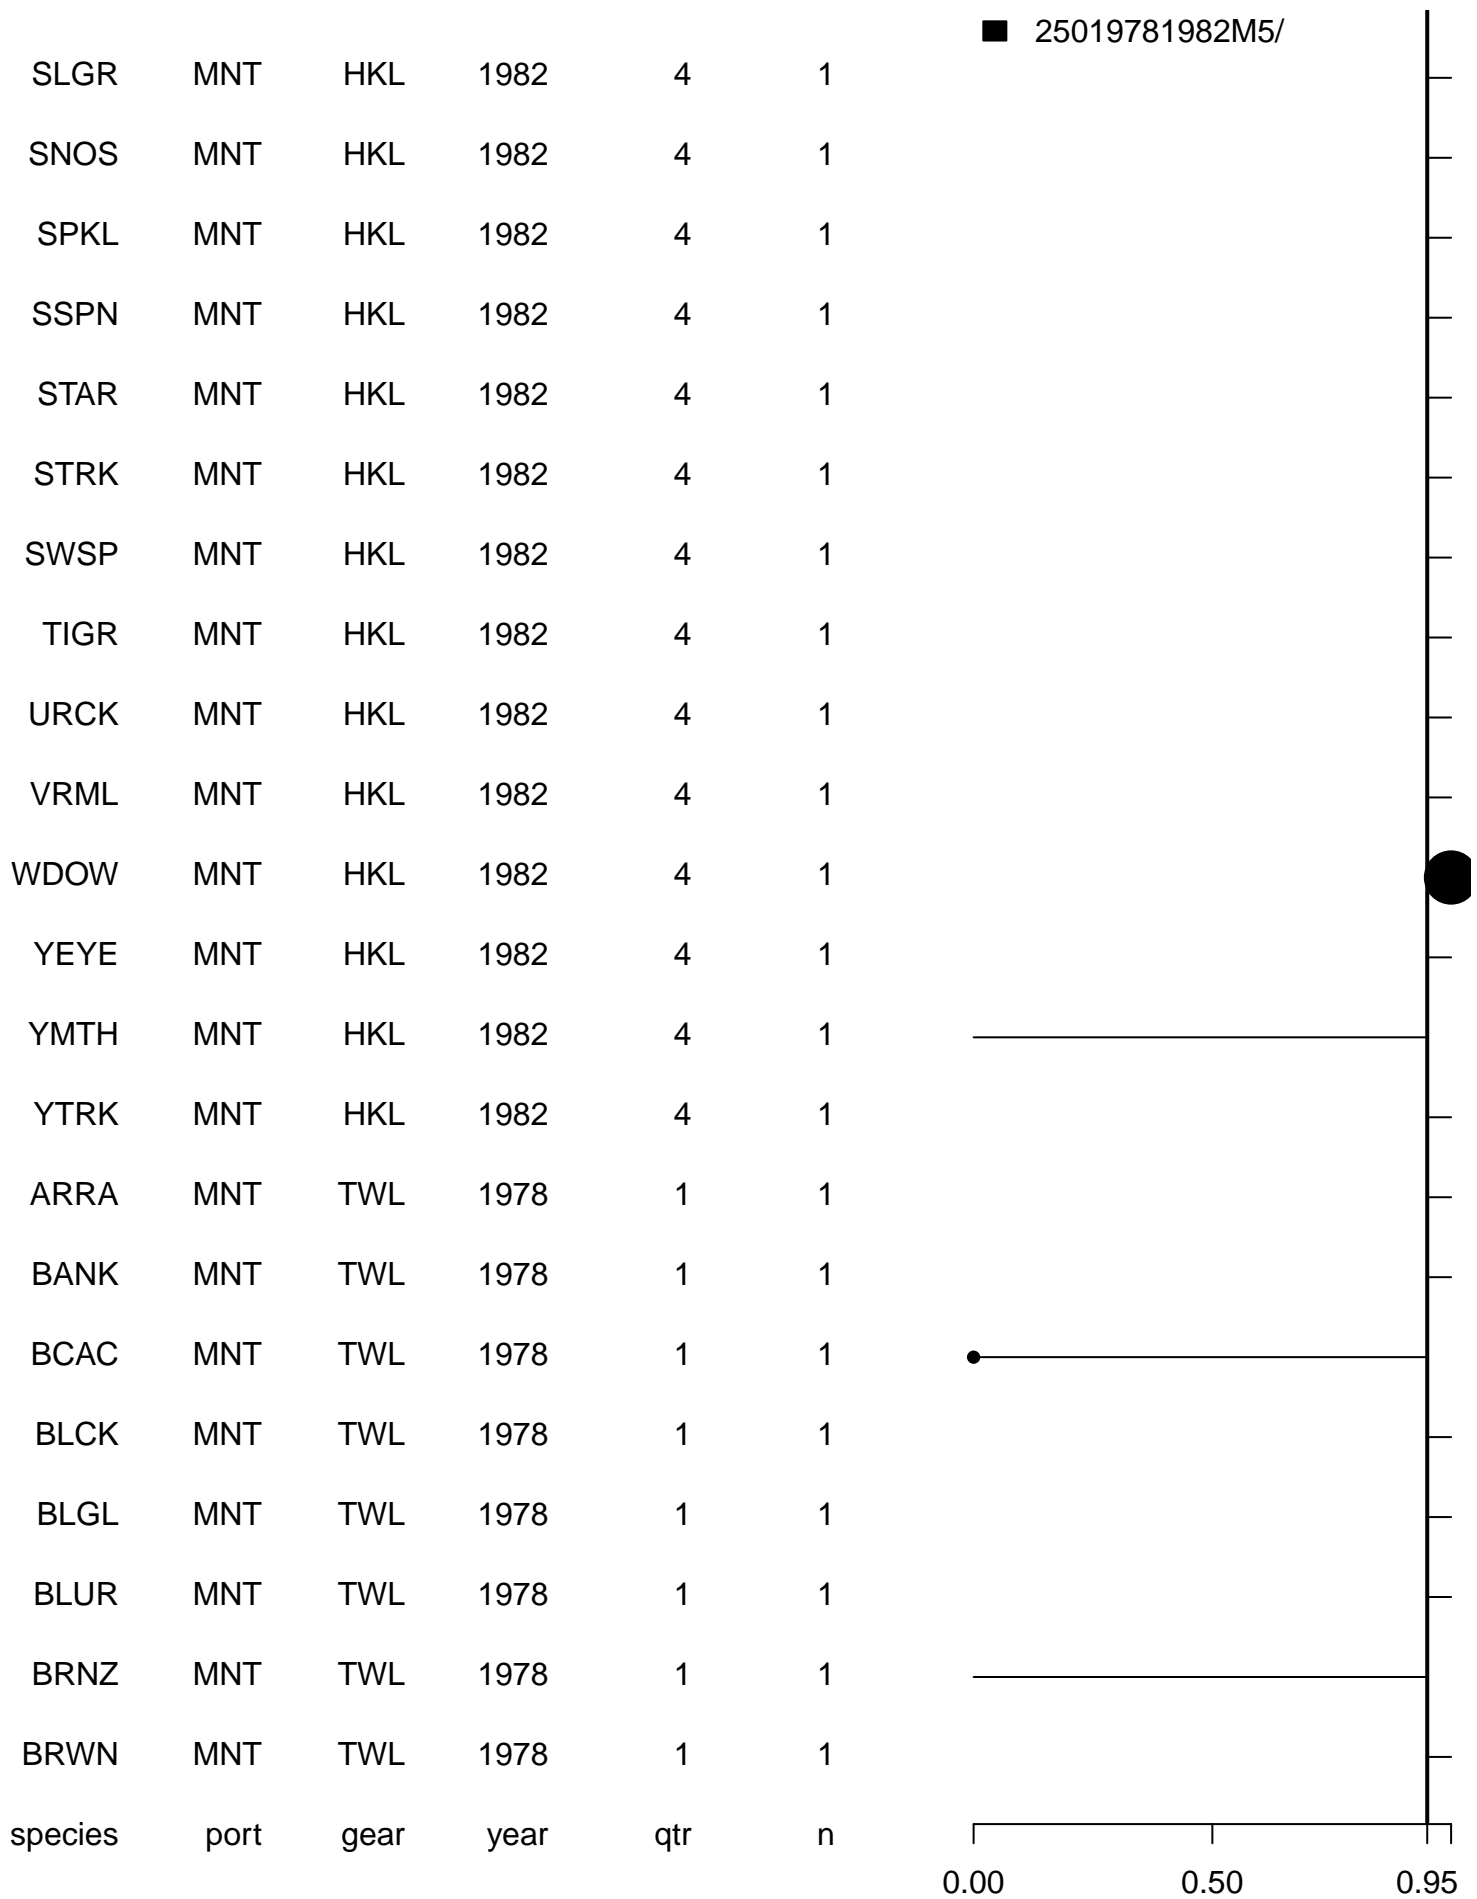 25019781982M5/
SLGR MNT HKL 1982 4 1
SNOS MNT HKL 1982 4 1
SPKL MNT HKL 1982 4 1
SSPN MNT HKL 1982 4 1
STAR MNT HKL 1982 4 1
STRK MNT HKL 1982 4 1
SWSP MNT HKL 1982 4 1
TIGR MNT HKL 1982 4 1
URCK MNT HKL 1982 4 1
VRML MNT HKL 1982 4 1
WDOW MNT HKL 1982 4 1
YEYE MNT HKL 1982 4 1
YMTH MNT HKL 1982 4 1
YTRK MNT HKL 1982 4 1
ARRA MNT TWL 1978 1 1
BANK MNT TWL 1978 1 1
BCAC MNT TWL 1978 1 1
BLCK MNT TWL 1978 1 1
BLGL MNT TWL 1978 1 1
BLUR MNT TWL 1978 1 1
BRNZ MNT TWL 1978 1 1
BRWN MNT TWL 1978 1 1
species port gear year qtr n
0.00 0.50 0.95